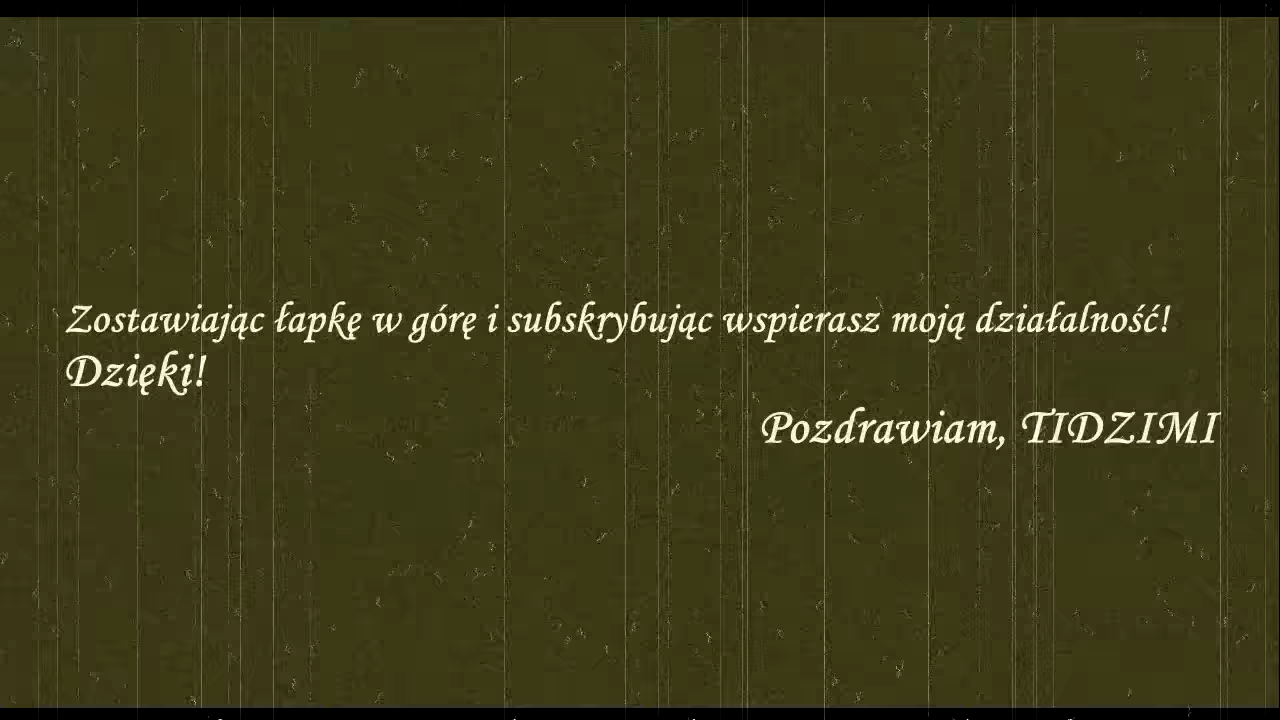 Zostawiając łapkę w górę i subskrybując wspierasz moją działalność!
Dzięki!
Pozdrawiam, TIDZIMI